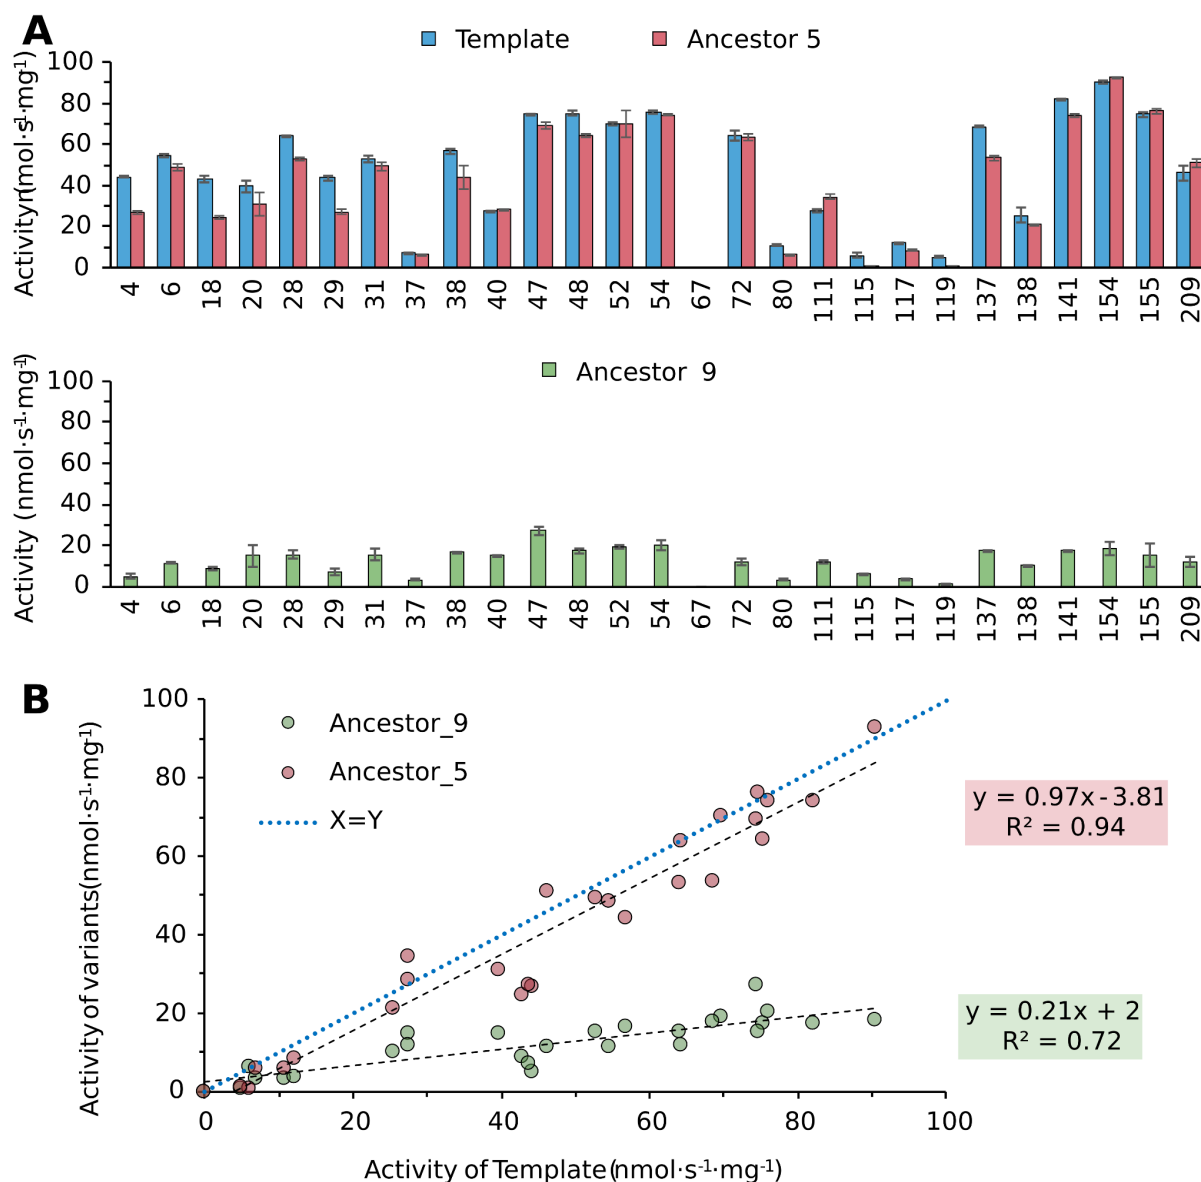 A
Template Ancestor 5
Activity(nmol·s-1·mg-1)
100
80
60
40
20
0
4 6 18 20 28 29 31 37 38 40 47 48 52 54 67 72 80 111 115 117 119 137 138 141 154 155 209
Ancestor 9
Activity (nmol·s-1·mg-1)
100
80
60
40
20
0
4 6 18 20 28 29 31 37 38 40 47 48 52 54 67 72 80 111 115 117 119 137 138 141 154 155 209
B
Ancestor_9
Ancestor_5
X=Y
Activity of variants(nmol·s-1·mg-1)
100
80
60
40
20
0
y = 0.97x - 3.81
R² = 0.94
y = 0.21x + 2
R² = 0.72
0 20 40 60 80 100
Activity of Template(nmol·s-1·mg-1)